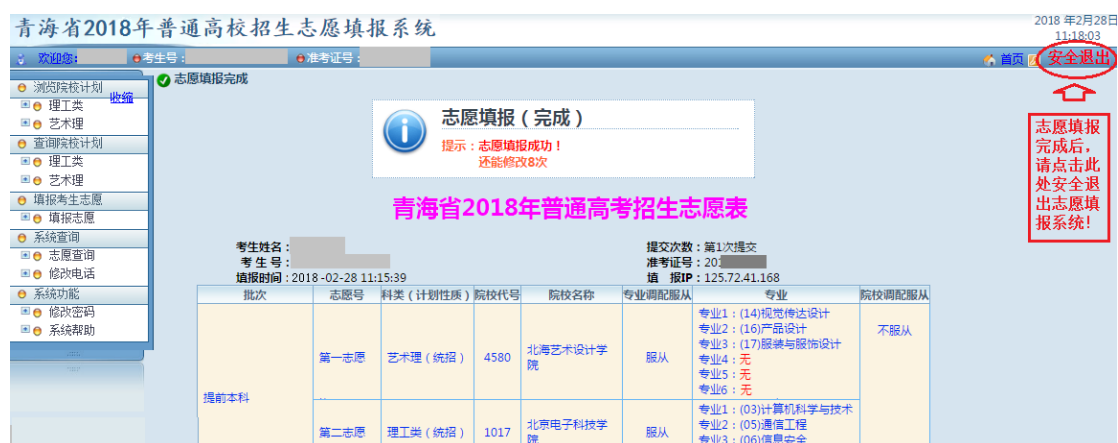 青海省2018年普通高校招生志愿填报系统
2018 年2月28日
11:18:03
欢迎您:
考生号:
准考证号:
首页
安全退出
志愿填报完成
浏览院校计划
收缩
理工类
艺术理
查询院校计划
理工类
艺术理
填报考生志愿
填报志愿
系统查询
志愿查询
修改电话
系统功能
修改密码
系统帮助
志愿填报（完成）
提示：志愿填报成功！
还能修改8次
志愿填报
完成后，
请点击此
处安全退
出志愿填
报系统!
青海省2018年普通高考招生志愿表
考生姓名：
提交次数：第1次提交
考 生 号：
准考证号：20
填报时间：2018 -02-28 11:15:39
填 报IP：125.72.41.168
批次 志愿号 科类（计划性质） 院校代号 院校名称 专业调配服从 专业 院校调配服从
提前本科
第一志愿 艺术理（统招） 4580
北海艺术设计学
院
服从
专业1：(14)视觉传达设计
专业2：(16)产品设计
专业3：(17)服装与服饰设计
专业4：无
专业5：无
专业6：无
不服从
第二志愿 理工类（统招） 1017
北京电子科技学
院
服从
专业1：(03)计算机科学与技术
专业2：(05)通信工程
专业3：(06)信息安全